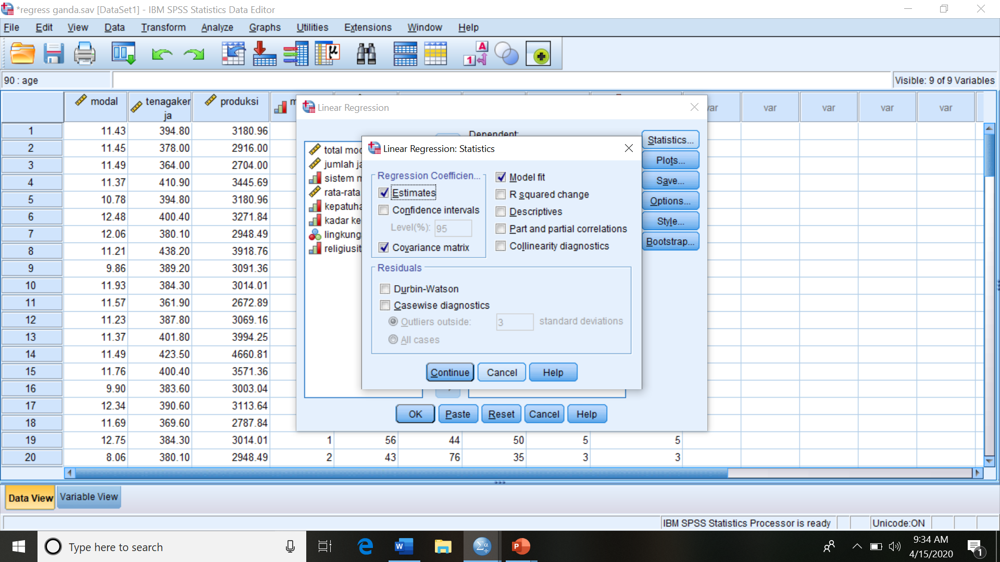 *regress ganda.sav [DataSet1] - IBM SPSS Statistics Data Editor
File Edit View Data Transform Analyze Graphs Utilities Extensions Window Help
90 : age
Visible: 9 of 9 Variables
modal tenagaker ja produksi var var var var var
1 11.43 394.80 3180.96
2 11.45 378.00 2916.00
3 11.49 364.00 2704.00
4 11.37 410.90 3445.69
5 10.78 394.80 3180.96
6 12.48 400.40 3271.84
7 12.06 380.10 2948.49
8 11.21 438.20 3918.76
9 9.86 389.20 3091.36
10 11.93 384.30 3014.01
11 11.57 361.90 2672.89
12 11.23 387.80 3069.16
13 11.37 401.80 3994.25
14 11.49 423.50 4660.81
15 11.76 400.40 3571.36
16 9.90 383.60 3003.04
17 12.34 390.60 3113.64
18 11.69 369.60 2787.84
19 12.75 384.30 3014.01 1 56 44 50 5 5
20 8.06 380.10 2948.49 2 43 76 35 3 3
Linear Regression
Dependent:
total mod
jumlah ja
sistem m
rata-rata
kepatuha
kadar ke
lingkung
religiusit
Statistics...
Plots...
Save...
Options...
Style...
Bootstrap...
Linear Regression: Statistics
Regression Coefficien...
Estimates
Confidence intervals
Level(%): 95
Covariance matrix
Model fit
R squared change
Descriptives
Part and partial correlations
Collinearity diagnostics
Residuals
Durbin-Watson
Casewise diagnostics
Outliers outside: 3 standard deviations
All cases
Continue Cancel Help
OK Paste Reset Cancel Help
Data View Variable View
IBM SPSS Statistics Processor is ready Unicode:ON
Type here to search
9:34 AM
4/15/2020
1